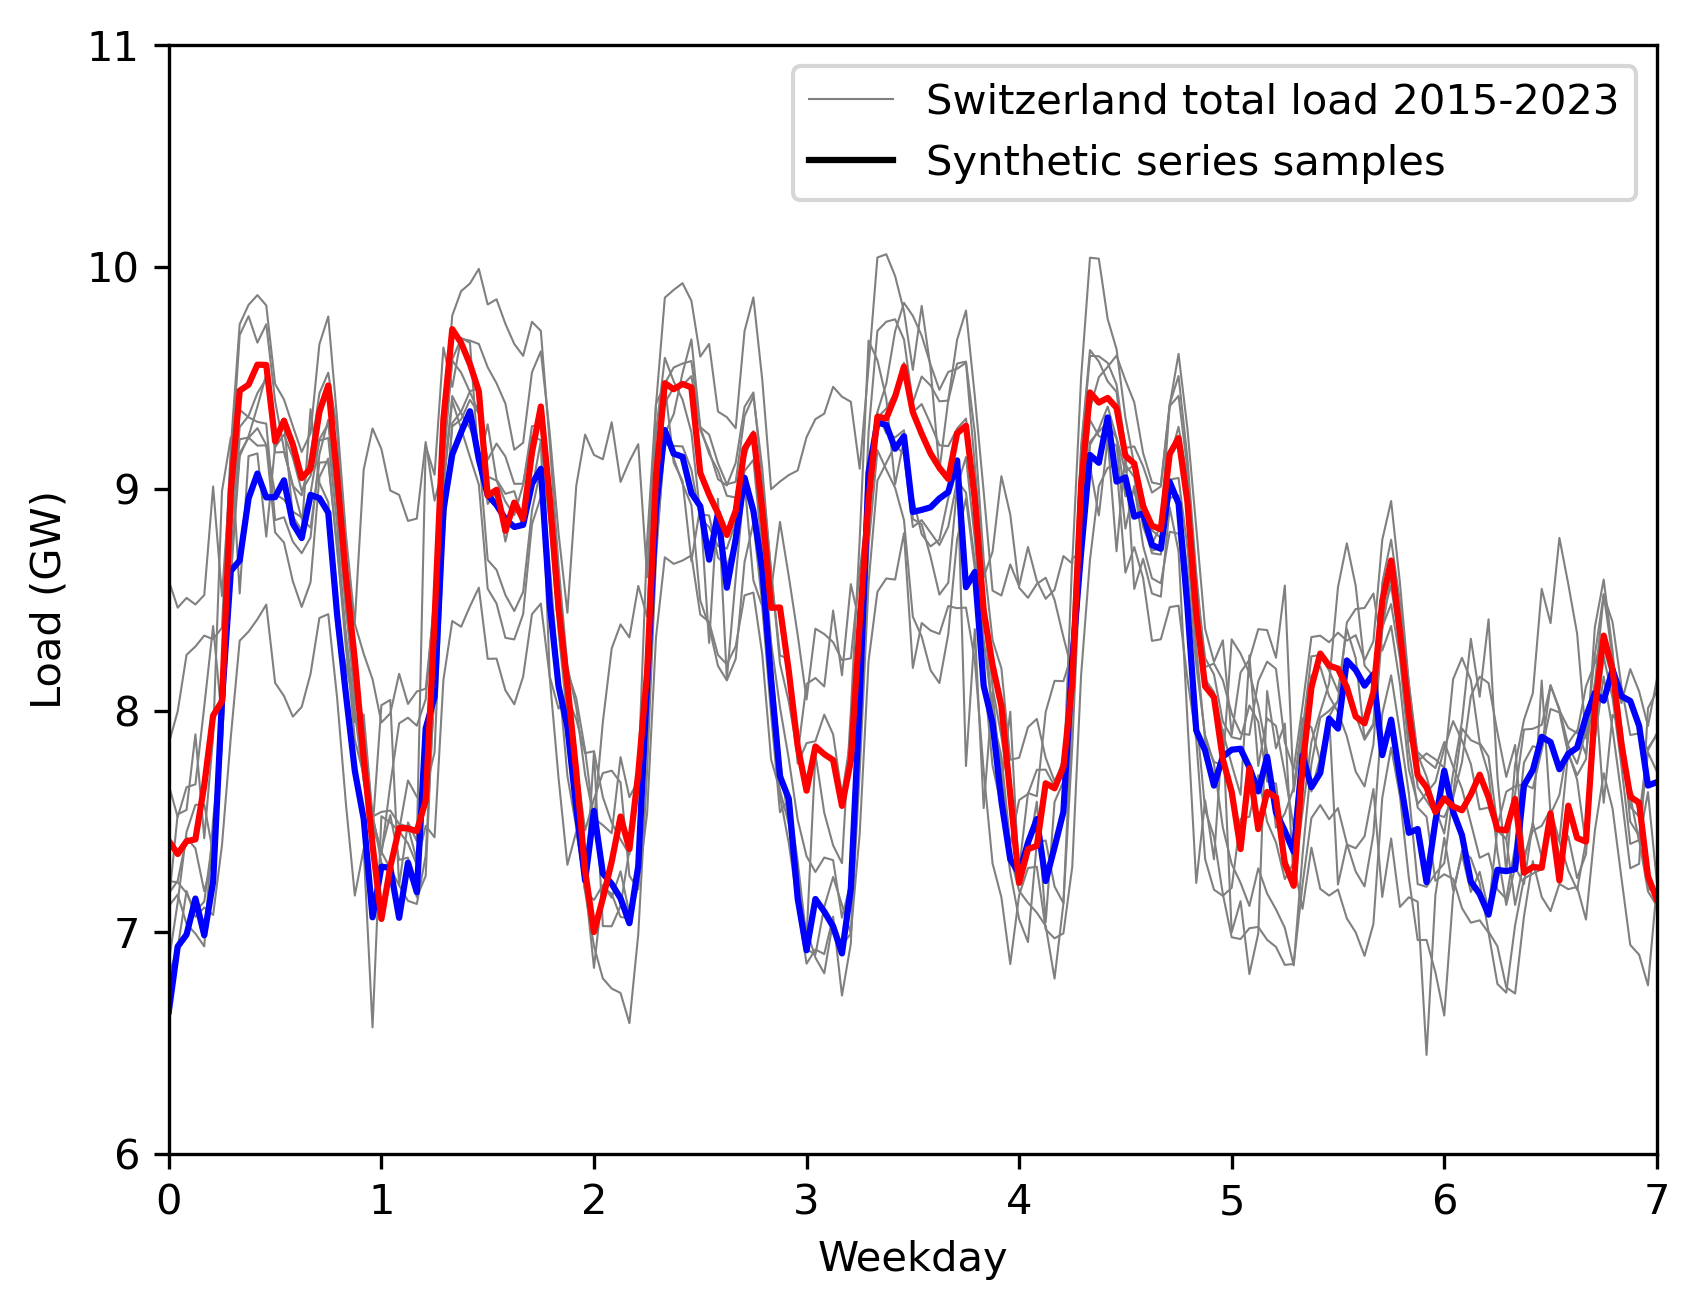 11
10
9
8
7
6
Load (GW)
Switzerland total load 2015-2023
Synthetic series samples
0 1 2 3 4 5 6 7
Weekday